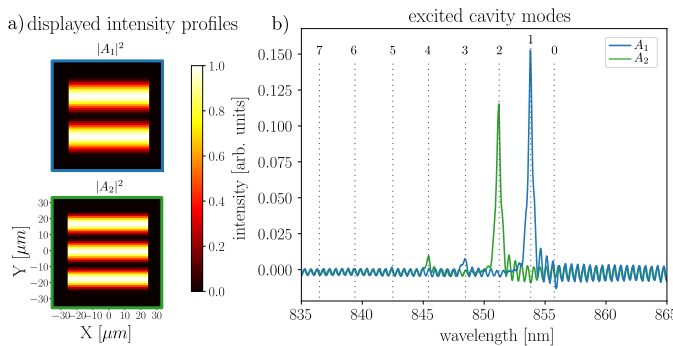 a) displayed intensity profiles
|A₁|²
|A₂|²
30
20
10
0
−10
−20
−30
Y [μm]
−30−20−10 0 10 20 30
X [μm]
1.0
0.8
0.6
0.4
0.2
0.0
intensity [arb. units]
b) excited cavity modes
7 6 5 4 3 2 1 0
A₁
A₂
0.150
0.125
0.100
0.075
0.050
0.025
0.000
835 840 845 850 855 860 865
wavelength [nm]